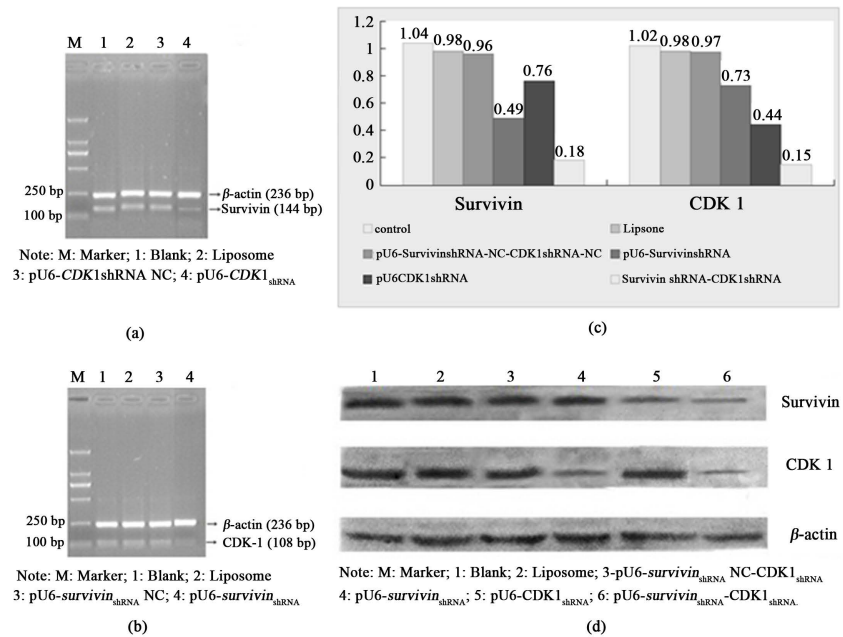 M 1 2 3 4
250 bp
100 bp
β-actin (236 bp)
Survivin (144 bp)
Note: M: Marker; 1: Blank; 2: Liposome
3: pU6-CDK1shRNA NC; 4: pU6-CDK1shRNA
(a)
1.2
1
0.8
0.6
0.4
0.2
0
1.04 0.98 0.96 0.49 0.76 0.18
1.02 0.98 0.97 0.73 0.44 0.15
Survivin CDK 1
control Lipsone
pU6-SurvivinshRNA-NC-CDK1shRNA-NC pU6-SurvivinshRNA
pU6CDK1shRNA Survivin shRNA-CDK1shRNA
(c)
M 1 2 3 4
250 bp
100 bp
β-actin (236 bp)
CDK-1 (108 bp)
Note: M: Marker; 1: Blank; 2: Liposome
3: pU6-survivinshRNA NC; 4: pU6-survivinshRNA
(b)
1 2 3 4 5 6
Survivin
CDK 1
β-actin
Note: M: Marker; 1: Blank; 2: Liposome; 3-pU6-survivinshRNA NC-CDK1shRNA
4: pU6-survivinshRNA; 5: pU6-CDK1shRNA; 6: pU6-survivinshRNA-CDK1shRNA.
(d)